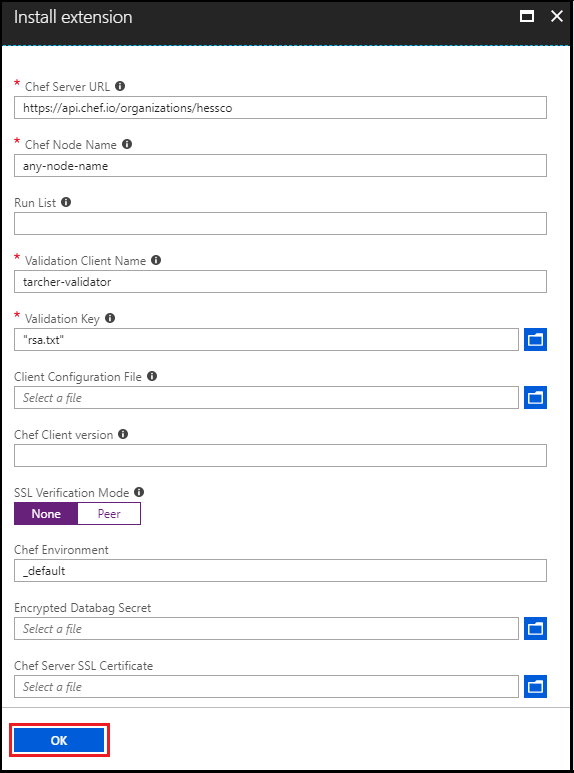 Install extension
* Chef Server URL
https://api.chef.io/organizations/hessco
* Chef Node Name
any-node-name
Run List
* Validation Client Name
tarcher-validator
* Validation Key
"rsa.txt"
Client Configuration File
Select a file
Chef Client version
SSL Verification Mode
None Peer
Chef Environment
_default
Encrypted Databag Secret
Select a file
Chef Server SSL Certificate
Select a file
OK